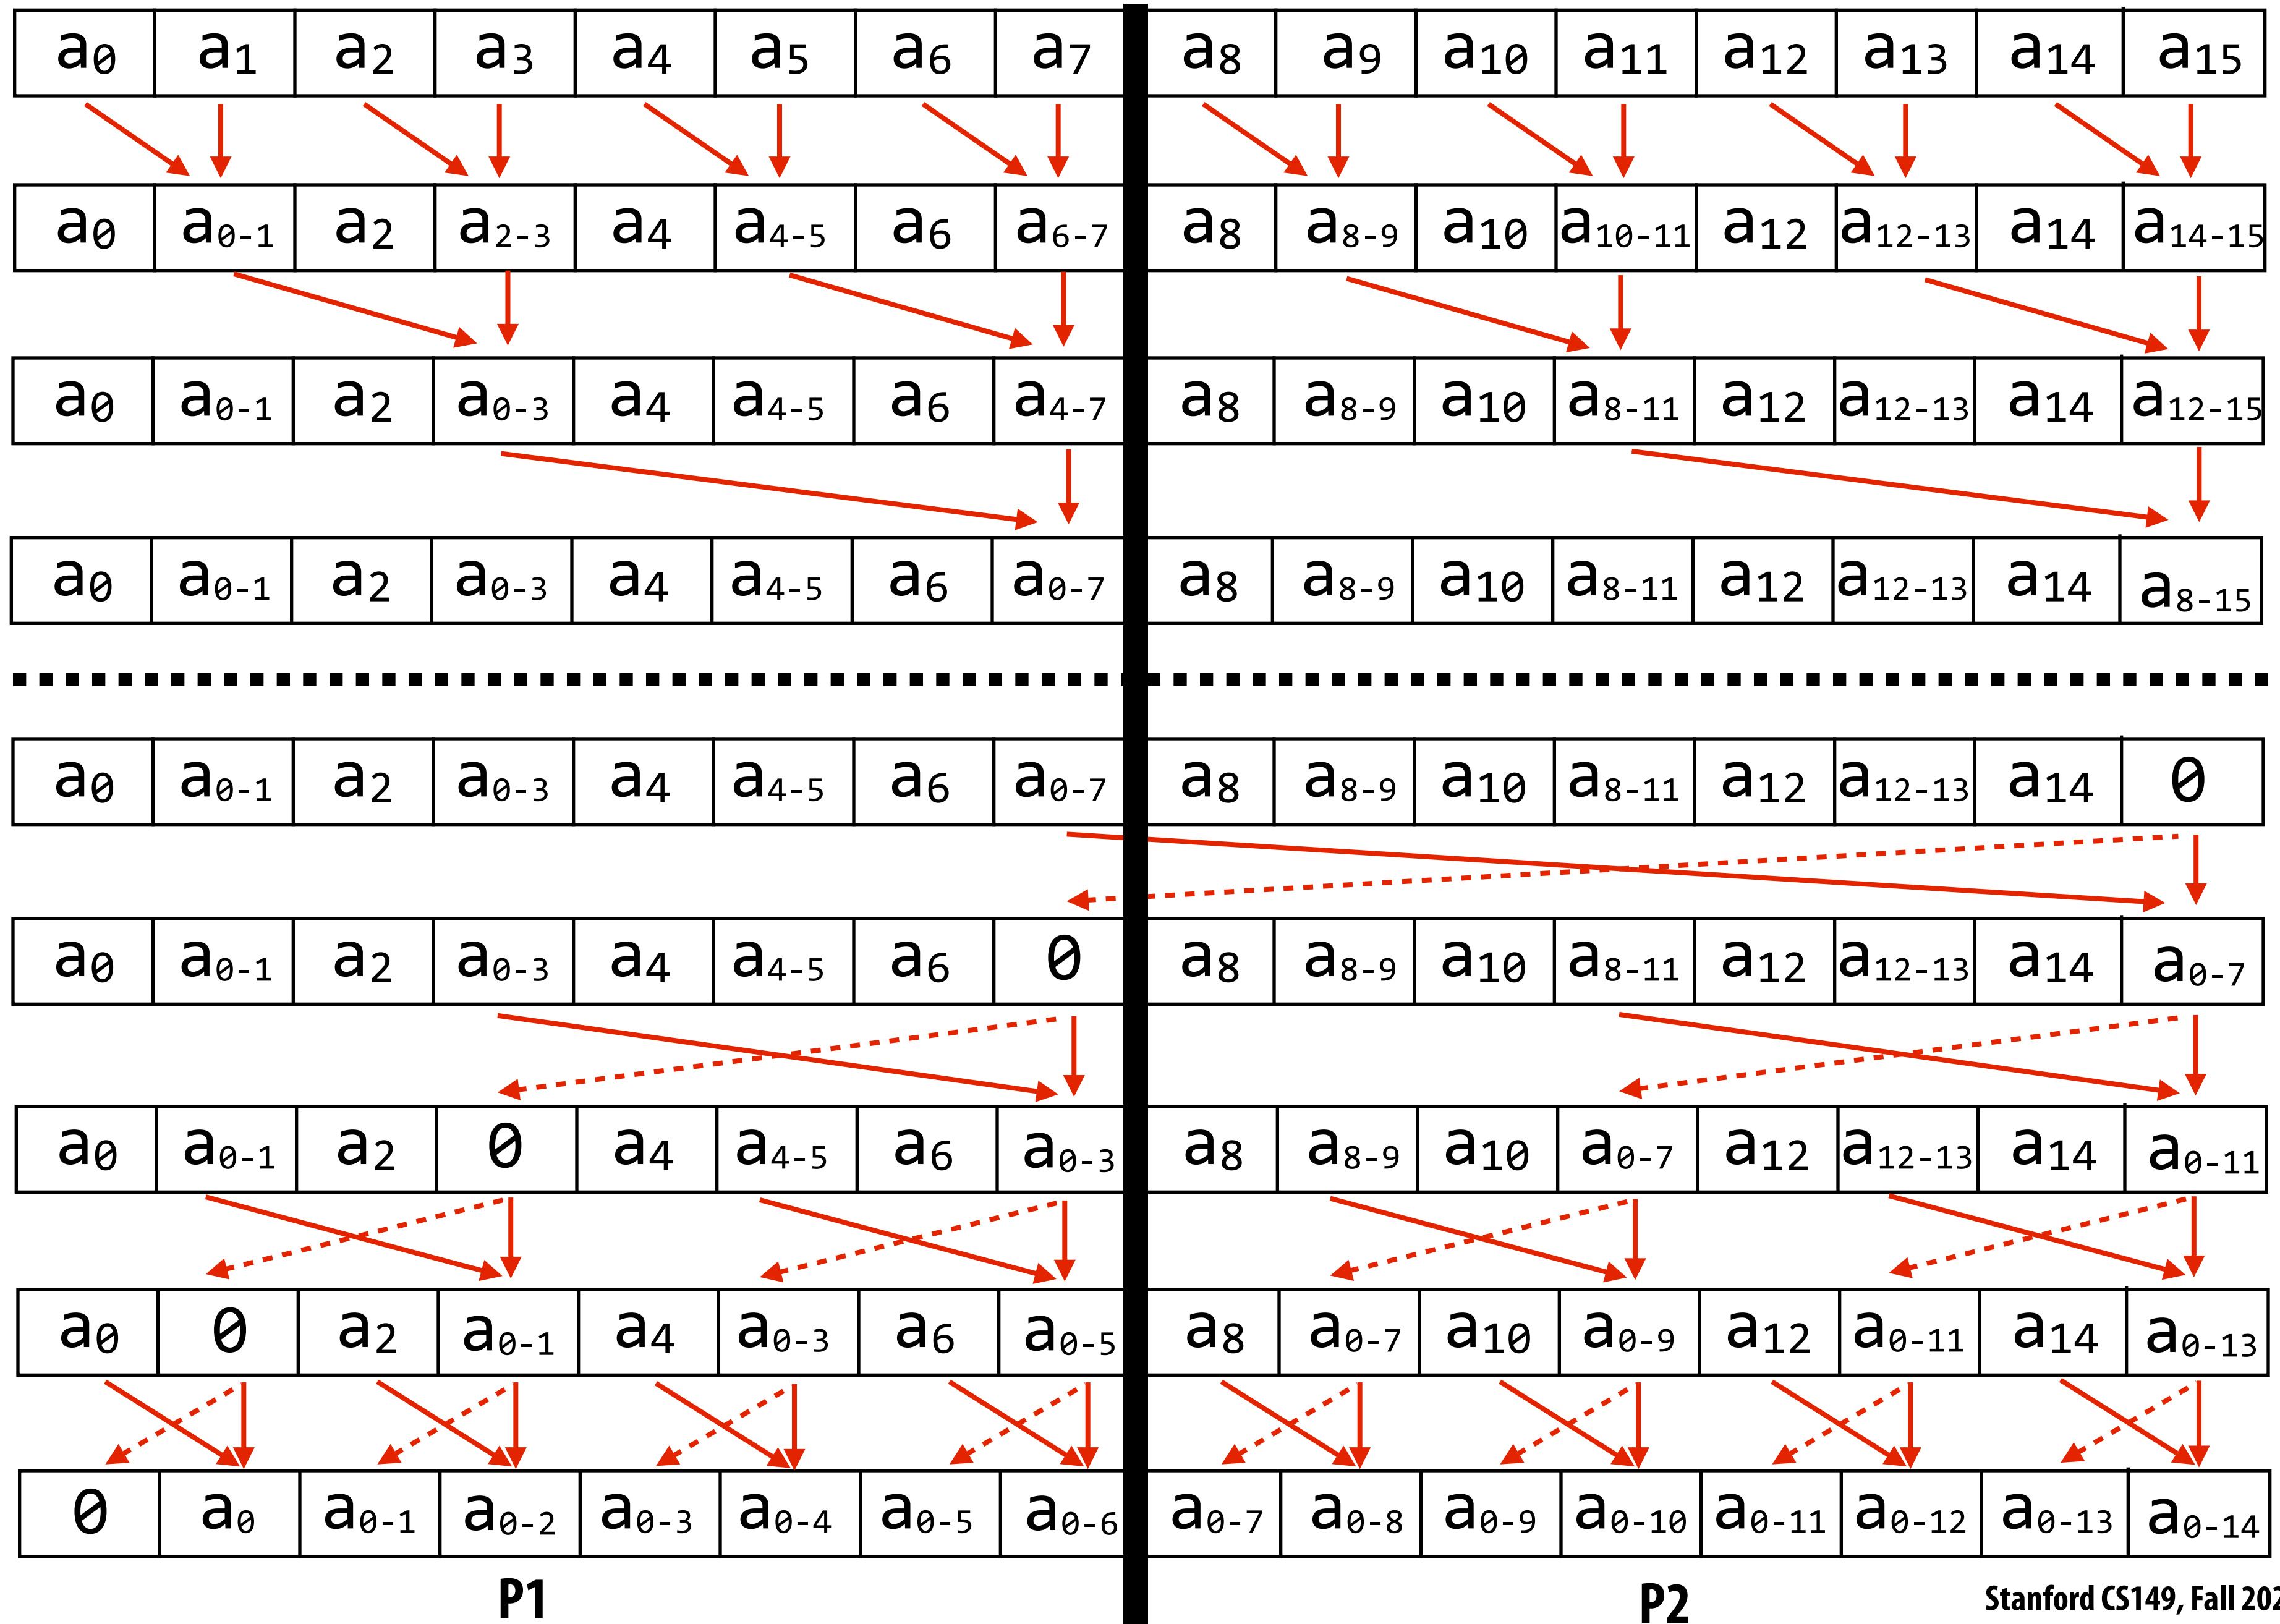 a0 a1 a2 a3 a4 a5 a6 a7 a8 a9 a10 a11 a12 a13 a14 a15
a0 a0-1 a2 a2-3 a4 a4-5 a6 a6-7 a8 a8-9 a10 a10-11 a12 a12-13 a14 a14-15
a0 a0-1 a2 a0-3 a4 a4-5 a6 a4-7 a8 a8-9 a10 a8-11 a12 a12-13 a14 a12-15
a0 a0-1 a2 a0-3 a4 a4-5 a6 a0-7 a8 a8-9 a10 a8-11 a12 a12-13 a14 a8-15
a0 a0-1 a2 a0-3 a4 a4-5 a6 a0-7 a8 a8-9 a10 a8-11 a12 a12-13 a14 0
a0 a0-1 a2 a0-3 a4 a4-5 a6 0 a8 a8-9 a10 a8-11 a12 a12-13 a14 a0-7
a0 a0-1 a2 0 a4 a4-5 a6 a0-3 a8 a8-9 a10 a0-7 a12 a12-13 a14 a0-11
a0 0 a2 a0-1 a4 a0-3 a6 a0-5 a8 a0-7 a10 a0-9 a12 a0-11 a14 a0-13
0 a0 a0-1 a0-2 a0-3 a0-4 a0-5 a0-6 a0-7 a0-8 a0-9 a0-10 a0-11 a0-12 a0-13 a0-14
P1 P2 Stanford CS149, Fall